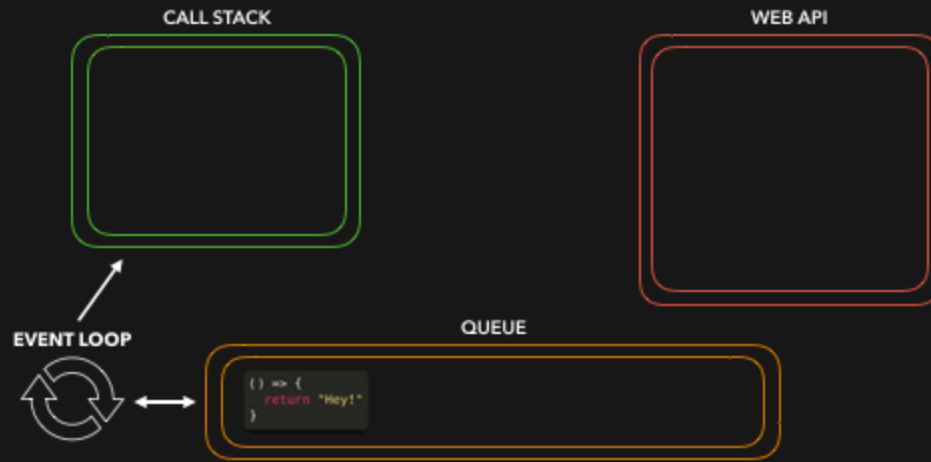 CALL STACK
WEB API
EVENT LOOP
QUEUE
() => {
  return "Hey!"
}